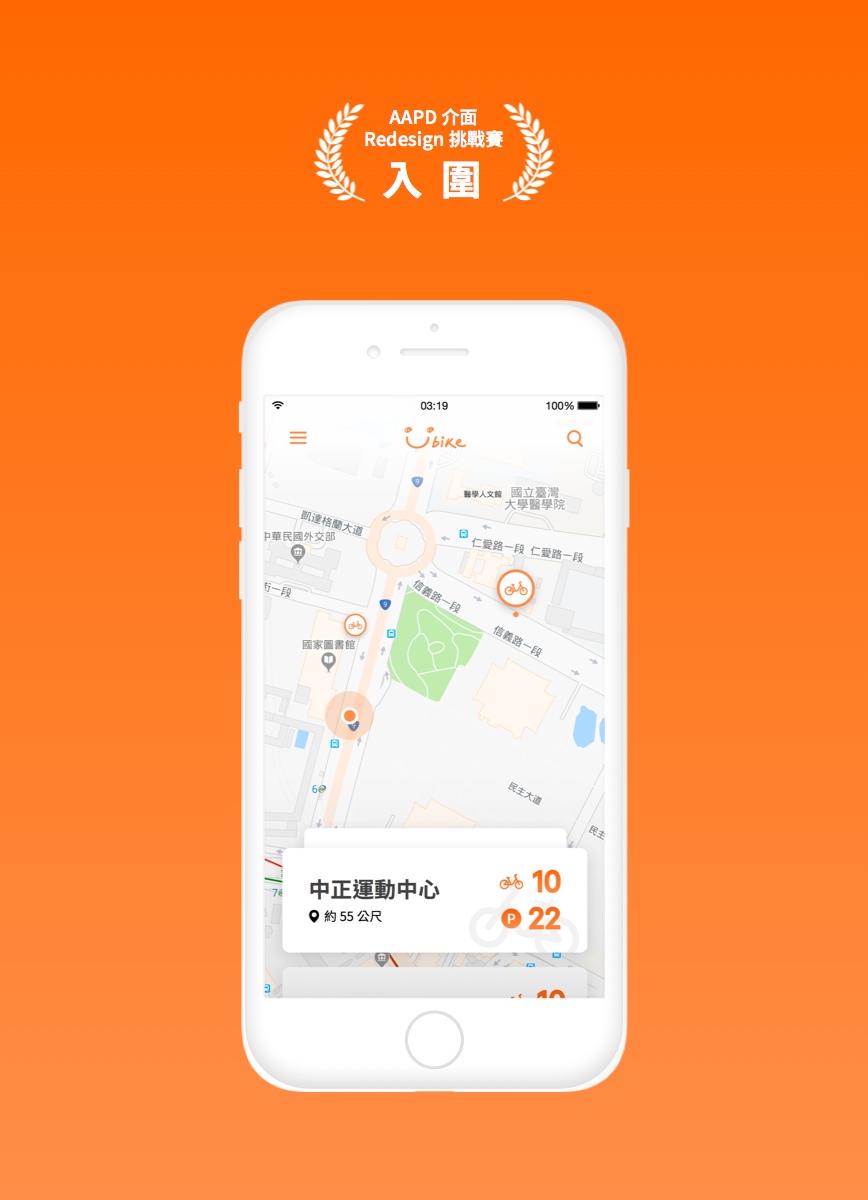 AAPD 介面
Redesign 挑戰賽
入圍
03:19
100%
Ubike
9
醫學人文館
國立臺灣
大學醫學院
凱達格蘭大道
中華民國外交部
仁愛路一段 仁愛路一段
街一段
信義路一段
9
信義路一段
國家圖書館
9
6
民主大道
民主
7
中正運動中心
10
約 55 公尺
P 22
10